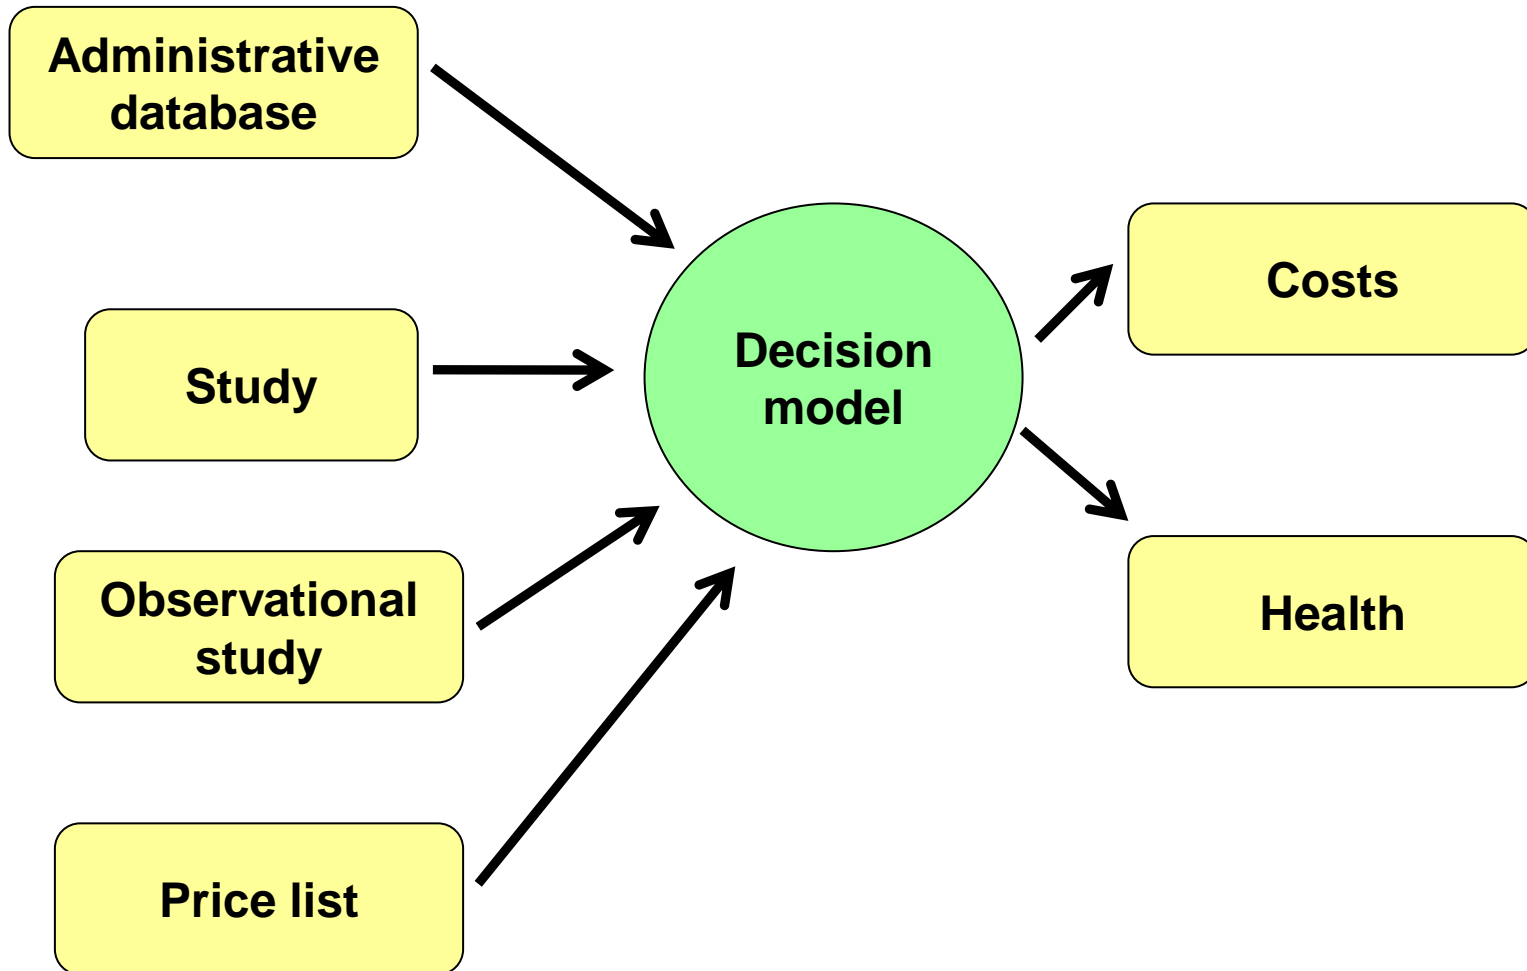 Administrative
database
Study
Observational
study
Price list
Decision
model
Costs
Health